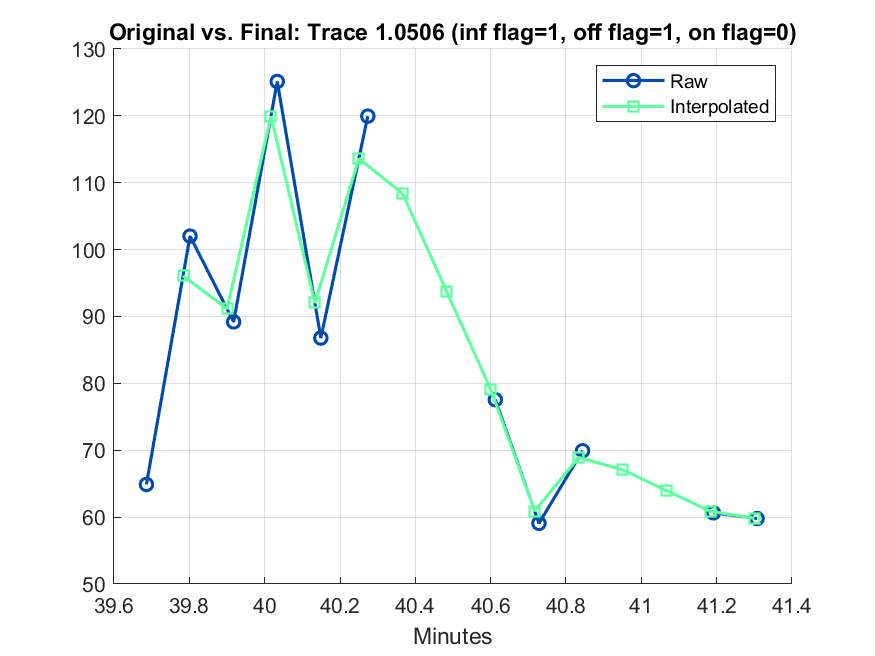 Original vs. Final: Trace 1.0506 (inf flag=1, off flag=1, on flag=0)
Raw
Interpolated
130
120
110
100
90
80
70
60
50
39.6 39.8 40 40.2 40.4 40.6 40.8 41 41.2 41.4
Minutes